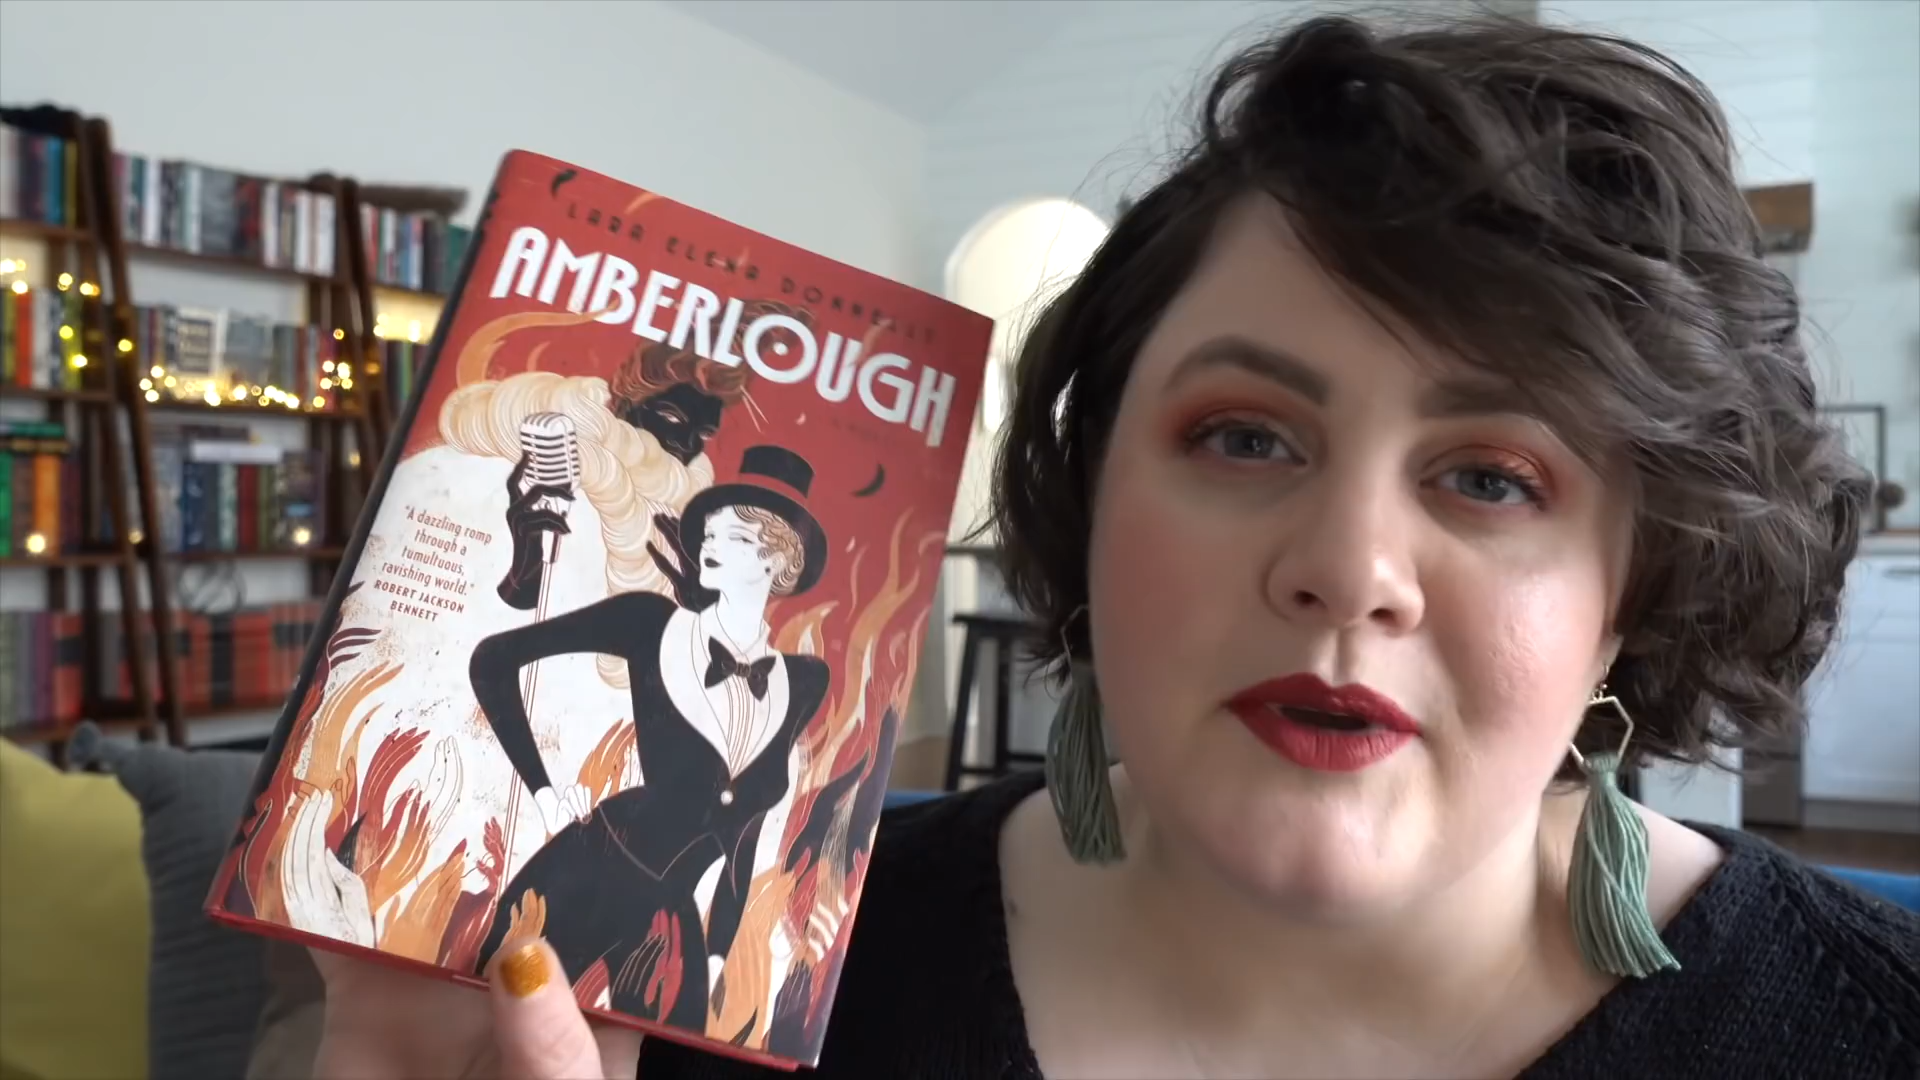 LARA ELENA DONNELLY
AMBERLOUGH
"A dazzling romp
through a
tumultuous,
ravishing world."
ROBERT JACKSON
BENNETT